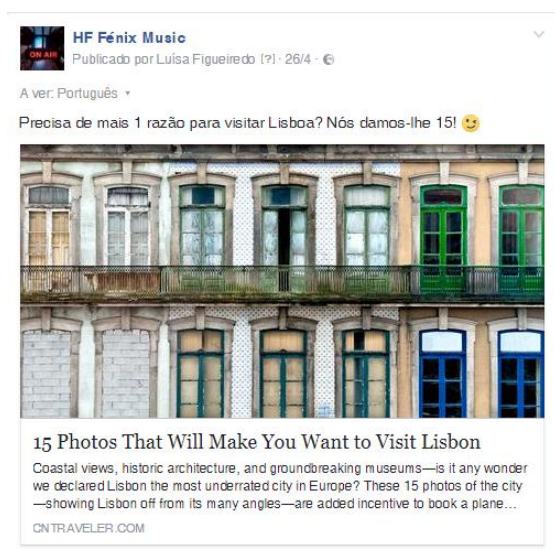 ON AIR
HF Fénix Music
Publicado por Luísa Figueiredo [?] · 26/4 ·
A ver: Português
Precisa de mais 1 razão para visitar Lisboa? Nós damos-lhe 15! 😉
15 Photos That Will Make You Want to Visit Lisbon
Coastal views, historic architecture, and groundbreaking museums—is it any wonder
we declared Lisbon the most underrated city in Europe? These 15 photos of the city
—showing Lisbon off from its many angles—are added incentive to book a plane...
CNTRAVELER.COM